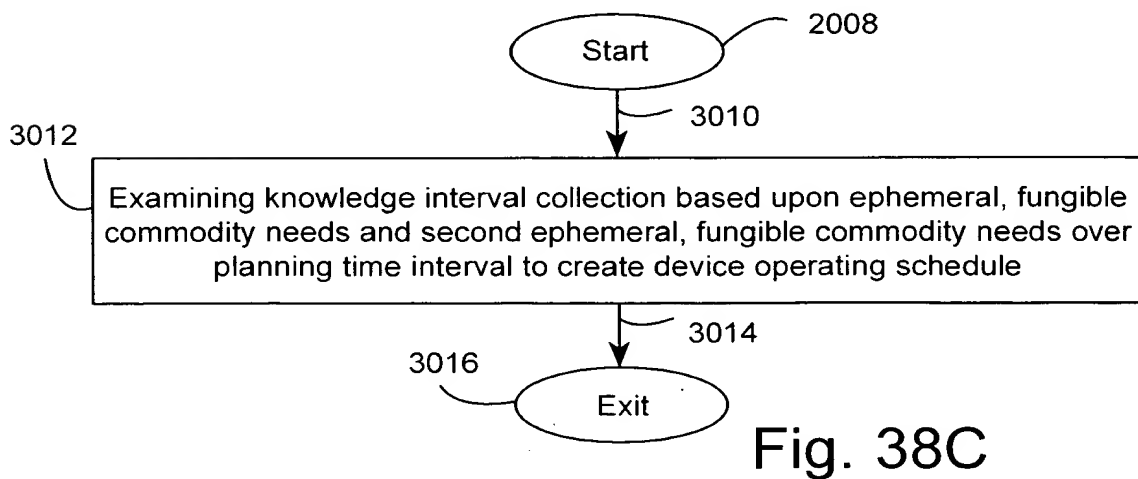 Start
2008
3010
3012
Examining knowledge interval collection based upon ephemeral, fungible
commodity needs and second ephemeral, fungible commodity needs over
planning time interval to create device operating schedule
3014
3016
Exit
Fig. 38C